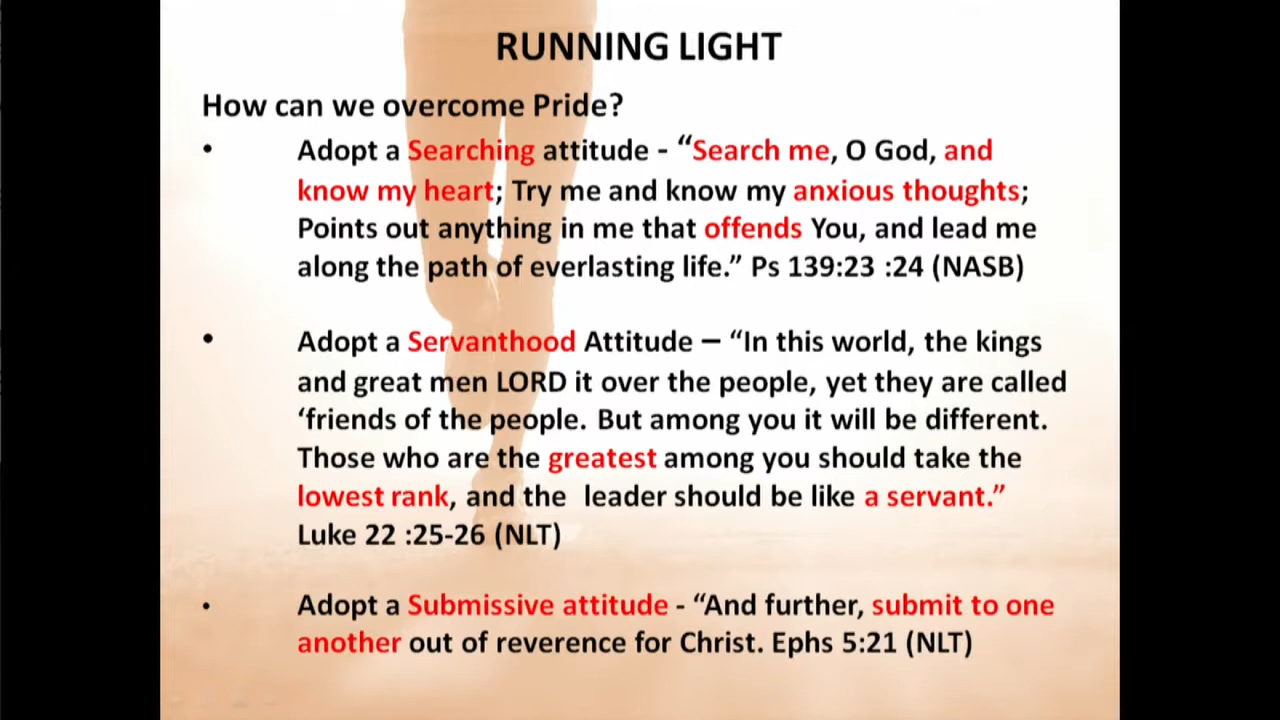 RUNNING LIGHT
How can we overcome Pride?
• Adopt a Searching attitude - “Search me, O God, and
know my heart; Try me and know my anxious thoughts;
Points out anything in me that offends You, and lead me
along the path of everlasting life.” Ps 139:23 :24 (NASB)
• Adopt a Servanthood Attitude – “In this world, the kings
and great men LORD it over the people, yet they are called
‘friends of the people. But among you it will be different.
Those who are the greatest among you should take the
lowest rank, and the  leader should be like a servant.”
Luke 22 :25-26 (NLT)
• Adopt a Submissive attitude - “And further, submit to one
another out of reverence for Christ. Ephs 5:21 (NLT)